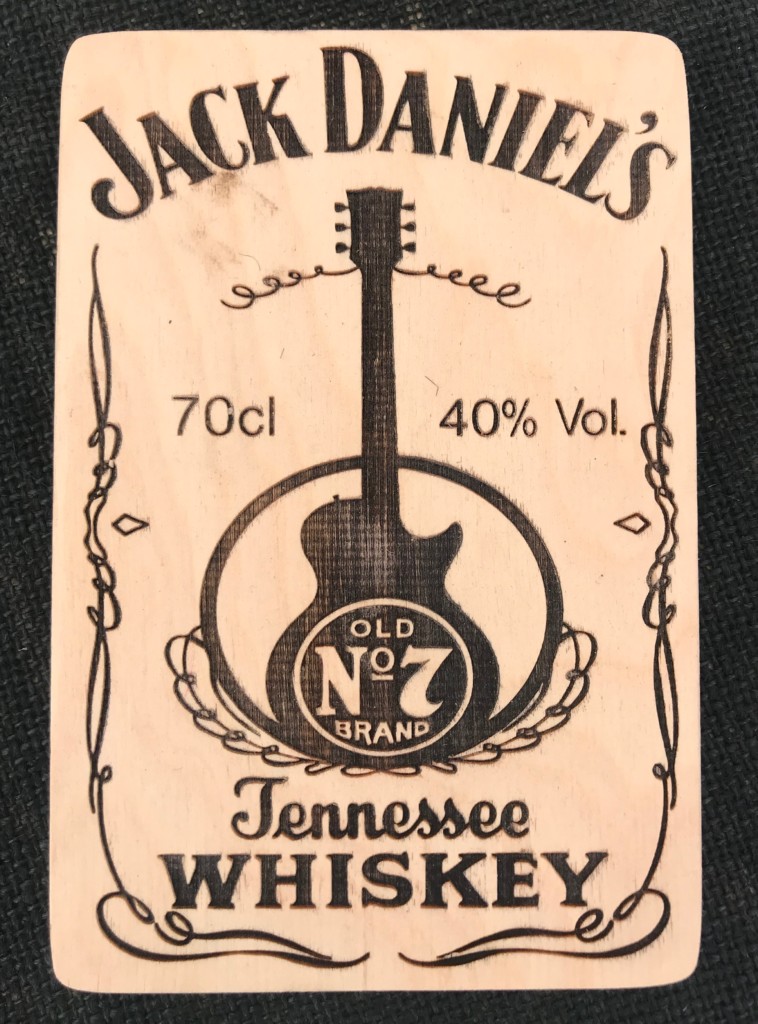 JACK DANIEL'S
70cl 40% Vol.
OLD
Nº7
BRAND
Tennessee
WHISKEY